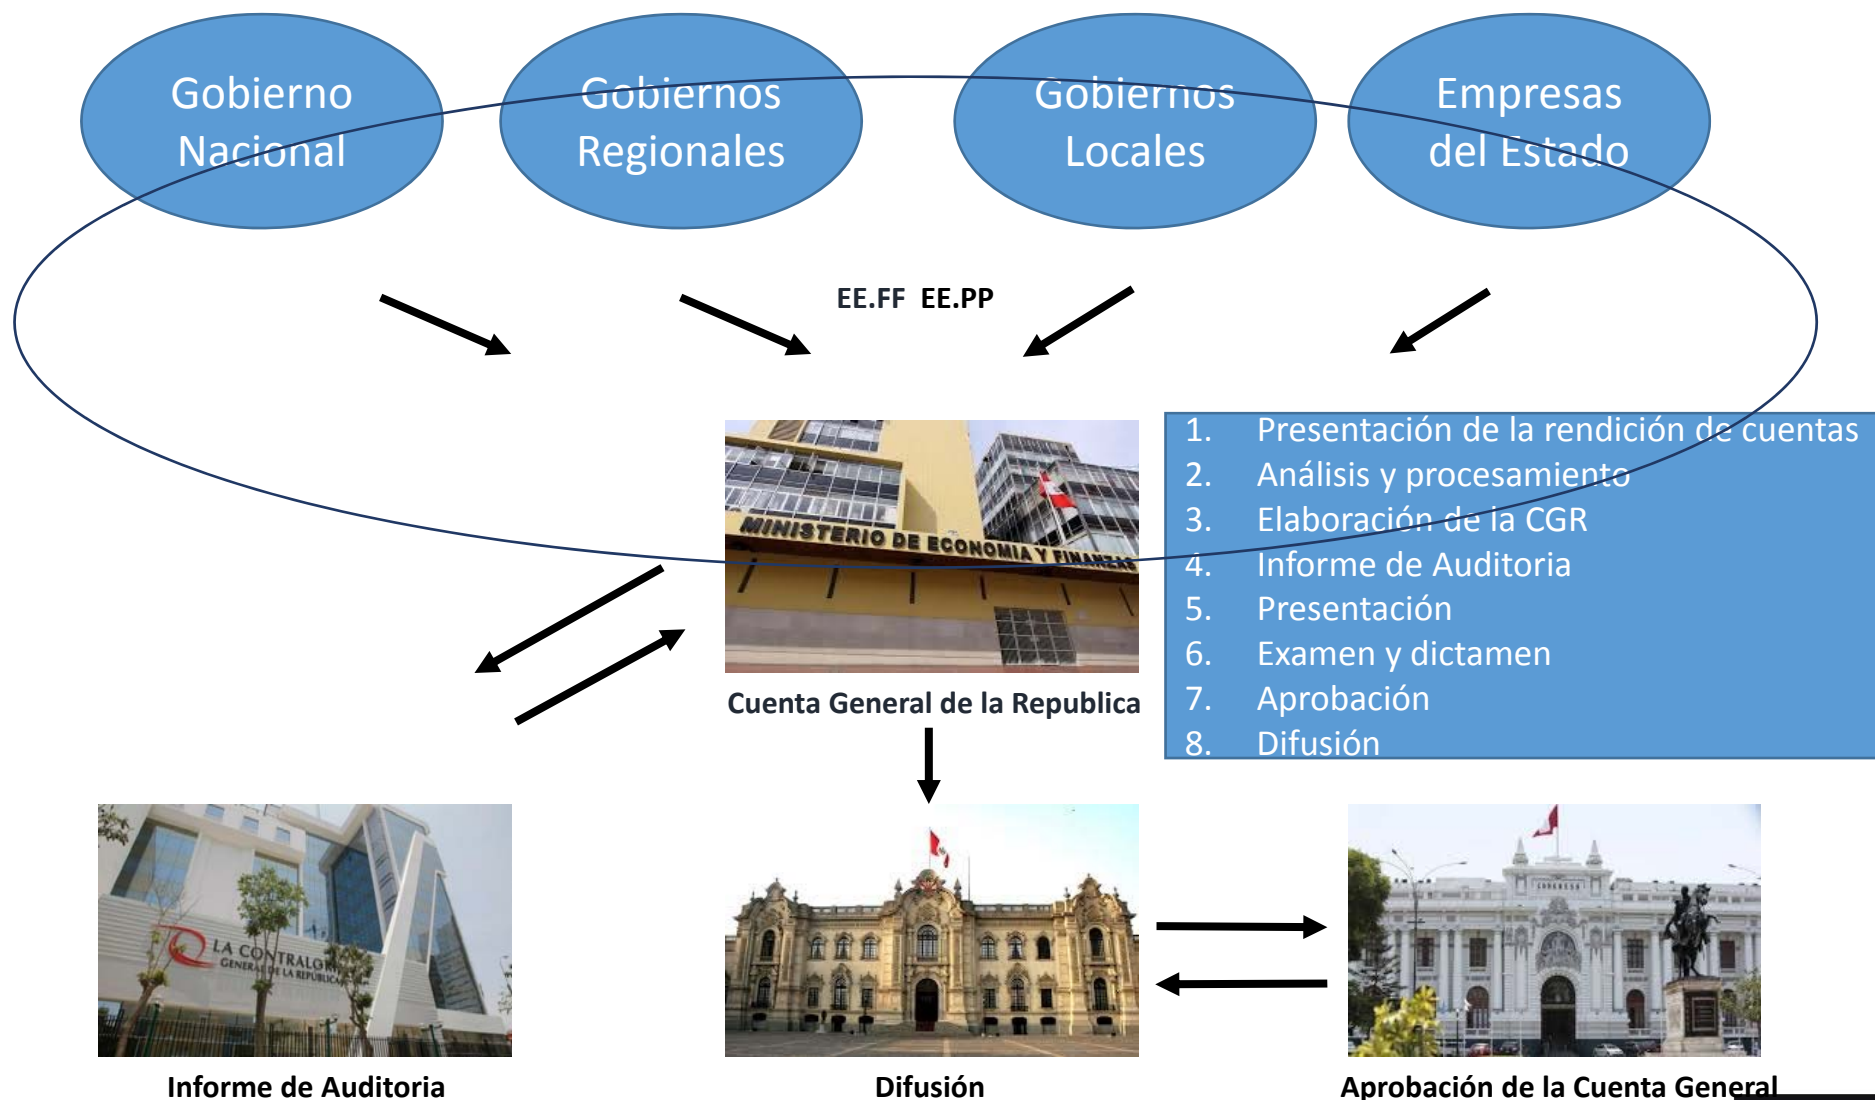 Gobierno
Nacional
Gobiernos
Regionales
Gobiernos
Locales
Empresas
del Estado
EE.FF EE.PP
1. Presentación de la rendición de cuentas
2. Análisis y procesamiento
3. Elaboración de la CGR
4. Informe de Auditoria
5. Presentación
6. Examen y dictamen
7. Aprobación
8. Difusión
MINISTERIO DE ECONOMIA Y FINANZAS
Cuenta General de la Republica
LA CONTRALORÍA
GENERAL DE LA REPÚBLICA
CONGRESO
Informe de Auditoria
Difusión
Aprobación de la Cuenta General